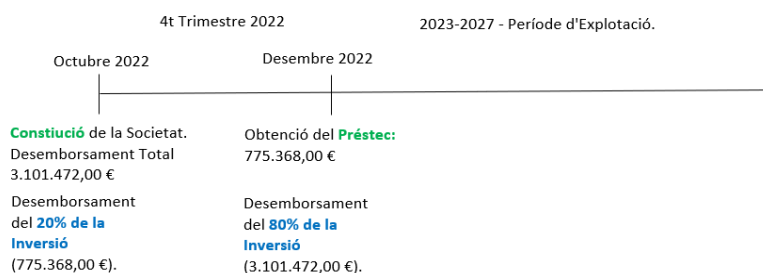 4t Trimestre 2022
2023-2027 - Període d'Explotació.
Octubre 2022
Desembre 2022
Constiució de la Societat.
Desemborsament Total
3.101.472,00 €
Desemborsament
del 20% de la
Inversió
(775.368,00 €).
Obtenció del Préstec:
775.368,00 €
Desemborsament
del 80% de la
Inversió
(3.101.472,00 €).